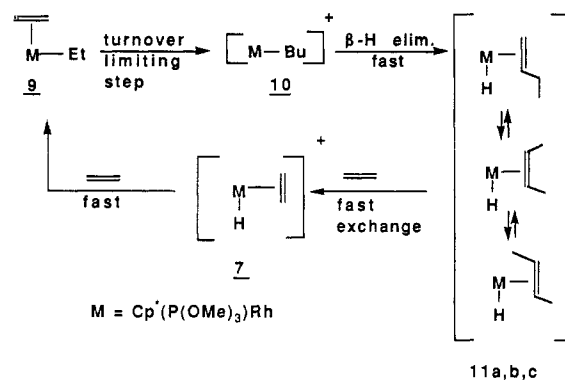 M
Et
9
turnover
limiting
step
[ M — Bu ]+
10
β-H elim.
fast
M
H
M
H
M
H
11a,b,c
fast
exchange
+
M
H
7
fast
M = Cp*(P(OMe)3)Rh